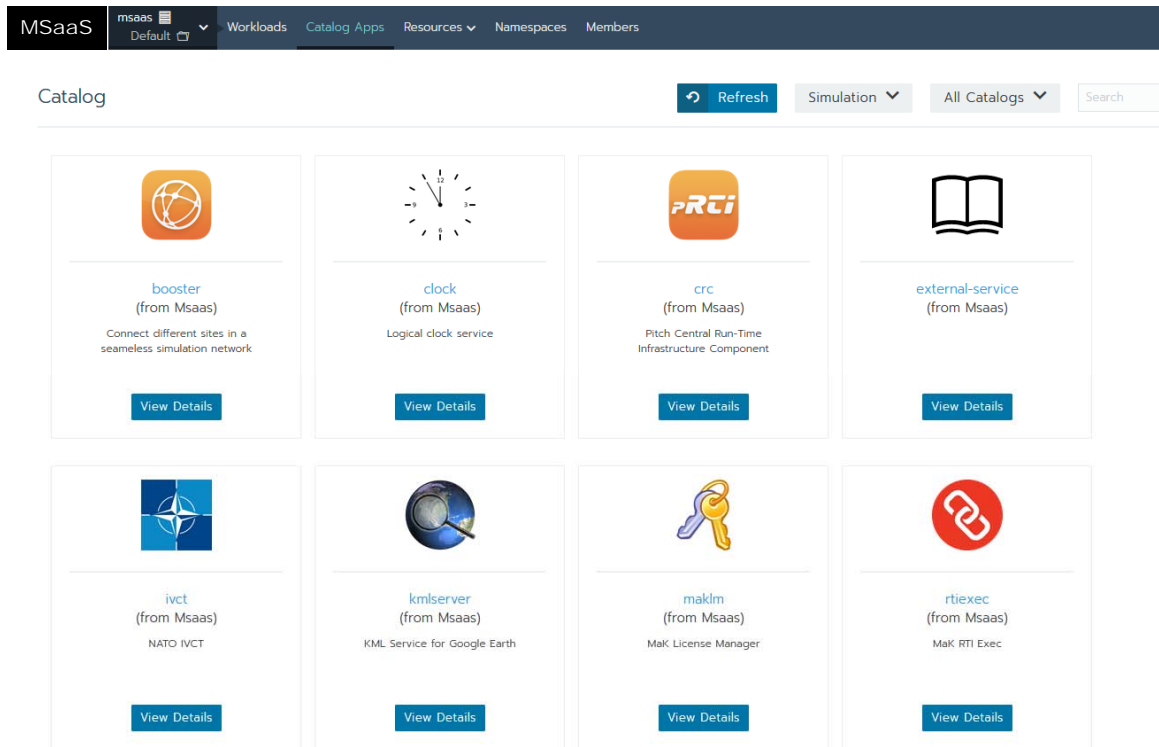 MSaaS
msaas
Default
Workloads
Catalog Apps
Resources
Namespaces
Members
Catalog
Refresh
Simulation
All Catalogs
Search
12
9
3
6
pRTi
booster
(from Msaas)
Connect different sites in a
seameless simulation network
View Details
clock
(from Msaas)
Logical clock service
View Details
crc
(from Msaas)
Pitch Central Run-Time
Infrastructure Component
View Details
external-service
(from Msaas)
View Details
ivct
(from Msaas)
NATO IVCT
View Details
kmlserver
(from Msaas)
KML Service for Google Earth
View Details
maklm
(from Msaas)
MaK License Manager
View Details
rtiexec
(from Msaas)
MaK RTI Exec
View Details